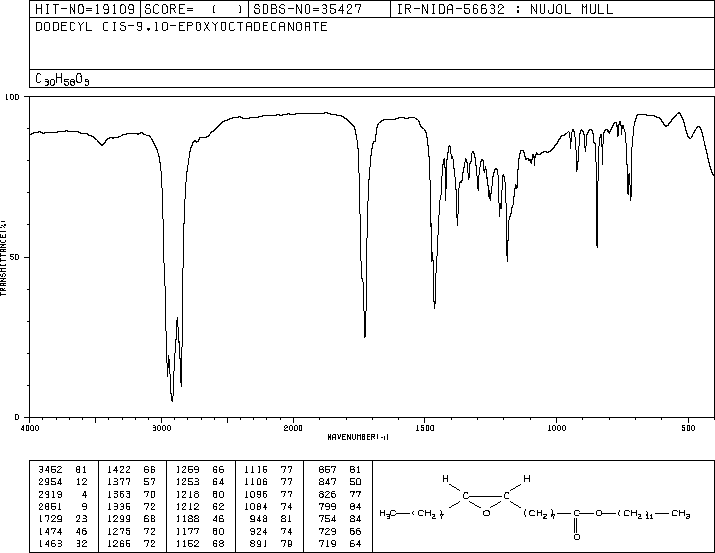 HIT-NO=19109 SCORE= ( ) SDBS-NO=35427 IR-NIDA-56632 : NUJOL MULL
DODECYL CIS-9,10-EPOXYOCTADECANOATE
C30H58O3
100
50
0
TRANSMITTANCE(%)
4000 3000 2000 1500 1000 500
WAVENUMBER(-1)
3452 81 1422 66 1259 66 1115 77 857 81
2954 12 1377 57 1253 64 1106 77 847 50
2919 4 1363 70 1218 80 1096 77 826 77
2851 9 1336 72 1212 62 1084 74 799 84
1729 23 1299 68 1188 46 948 81 754 84
1474 46 1275 72 1177 60 924 74 729 66
1463 32 1265 72 1152 68 891 79 719 64
H H
C C
H3C (CH2)7 O (CH2)7 C O (CH2)11 CH3
O